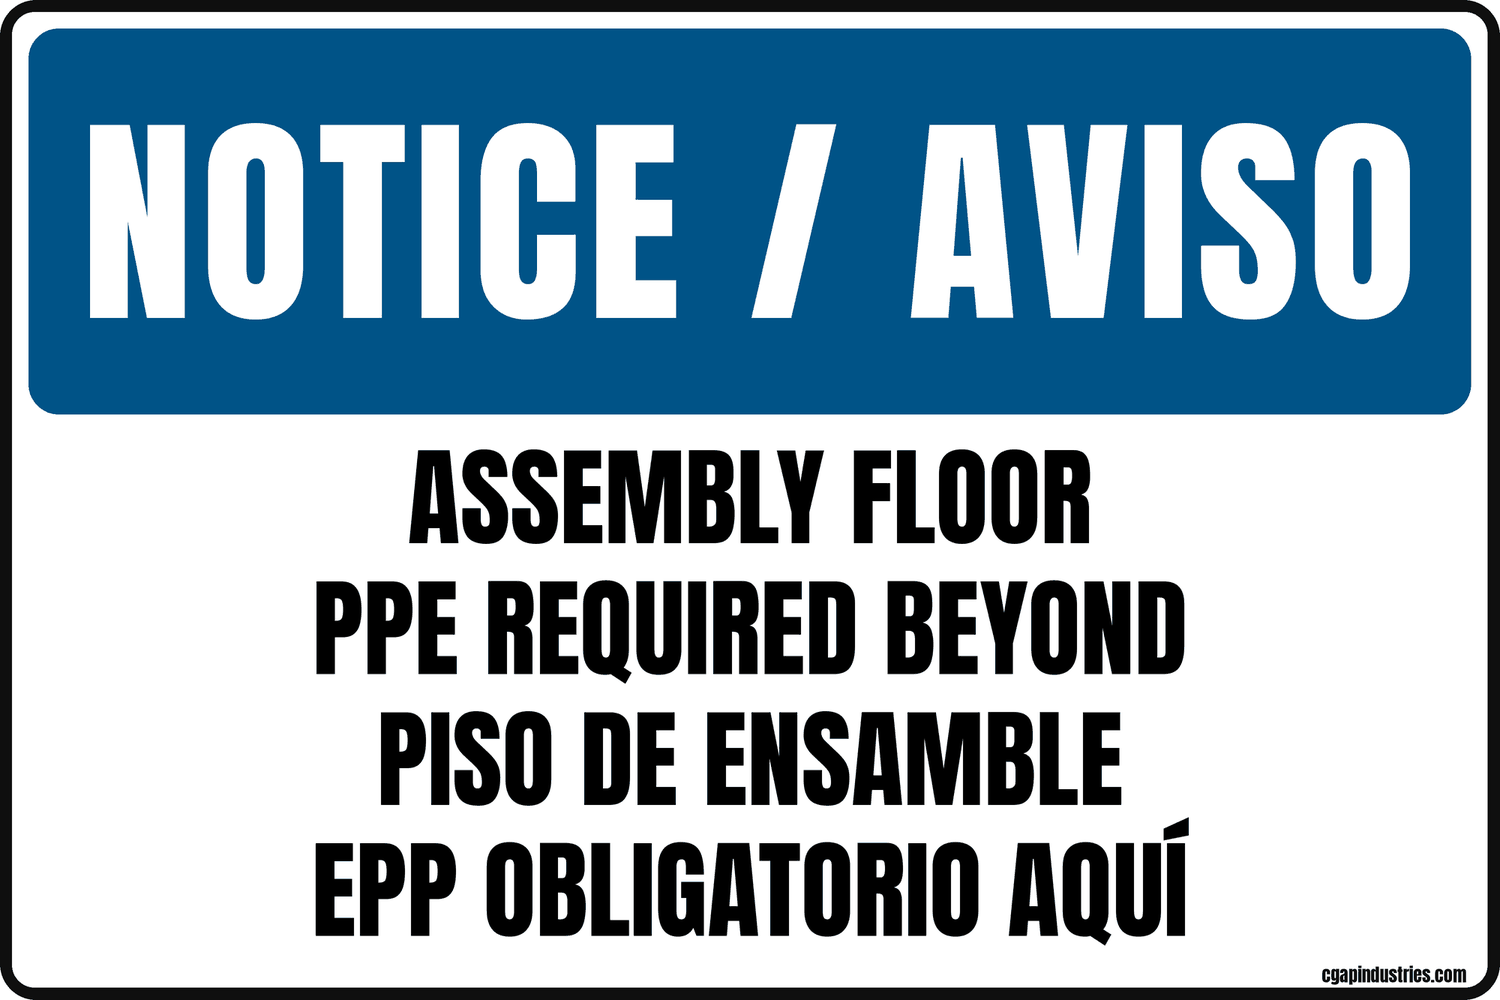 NOTICE / AVISO
ASSEMBLY FLOOR
PPE REQUIRED BEYOND
PISO DE ENSAMBLE
EPP OBLIGATORIO AQUÍ
cgapindustries.com